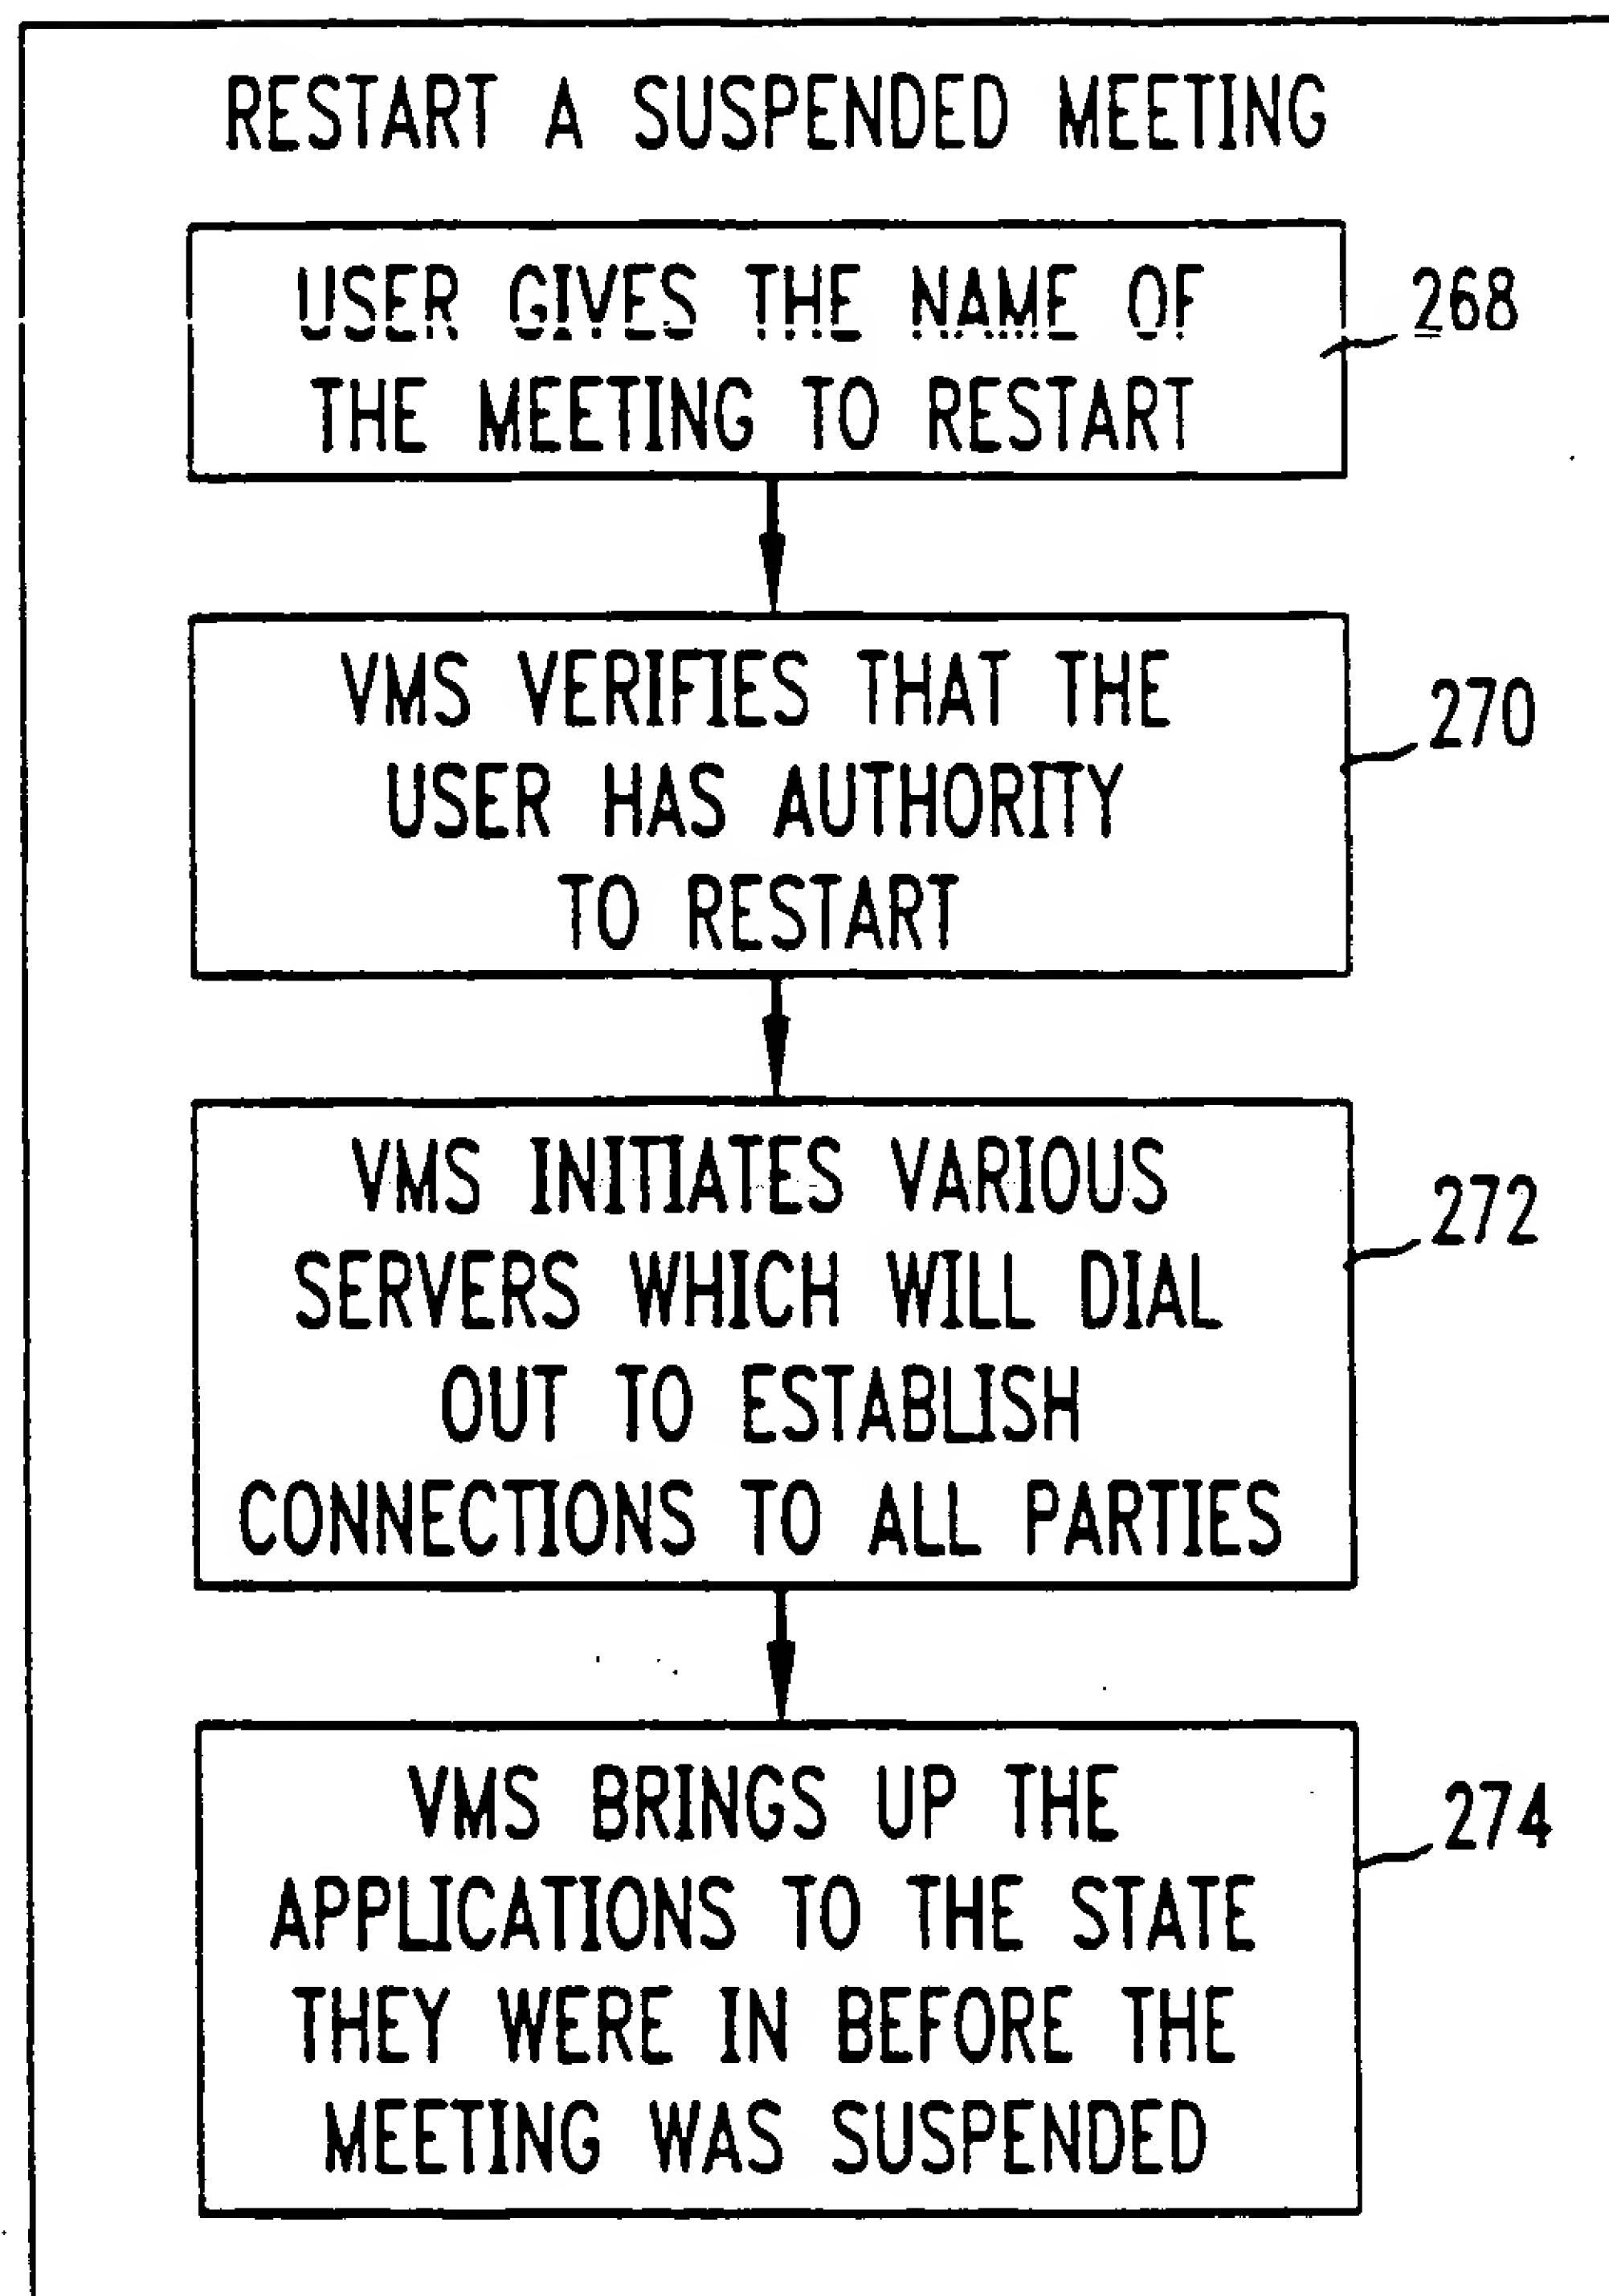 RESTART A SUSPENDED MEETING
USER GIVES THE NAME OF
THE MEETING TO RESTART
268
VMS VERIFIES THAT THE
USER HAS AUTHORITY
TO RESTART
270
VMS INITIATES VARIOUS
SERVERS WHICH WILL DIAL
OUT TO ESTABLISH
CONNECTIONS TO ALL PARTIES
272
VMS BRINGS UP THE
APPLICATIONS TO THE STATE
THEY WERE IN BEFORE THE
MEETING WAS SUSPENDED
274